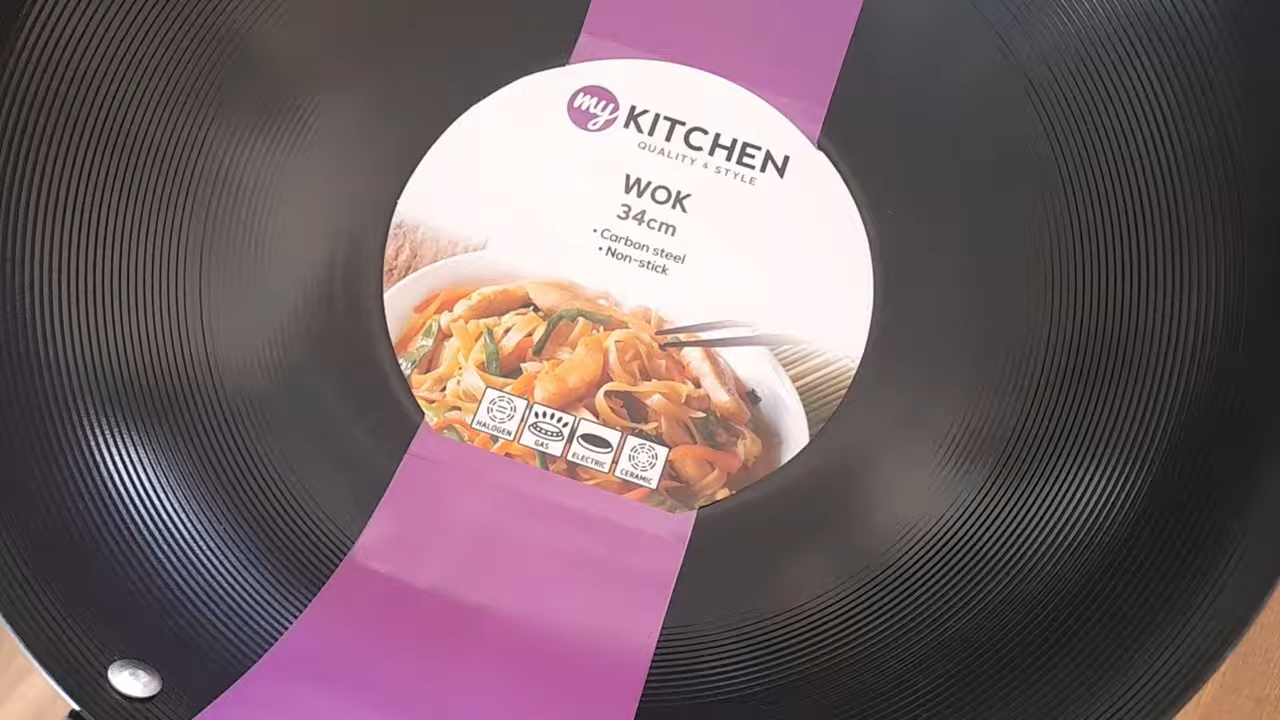 my KITCHEN
QUALITY & STYLE
WOK
34cm
• Carbon steel
• Non-stick
HALOGEN
GAS
ELECTRIC
CERAMIC